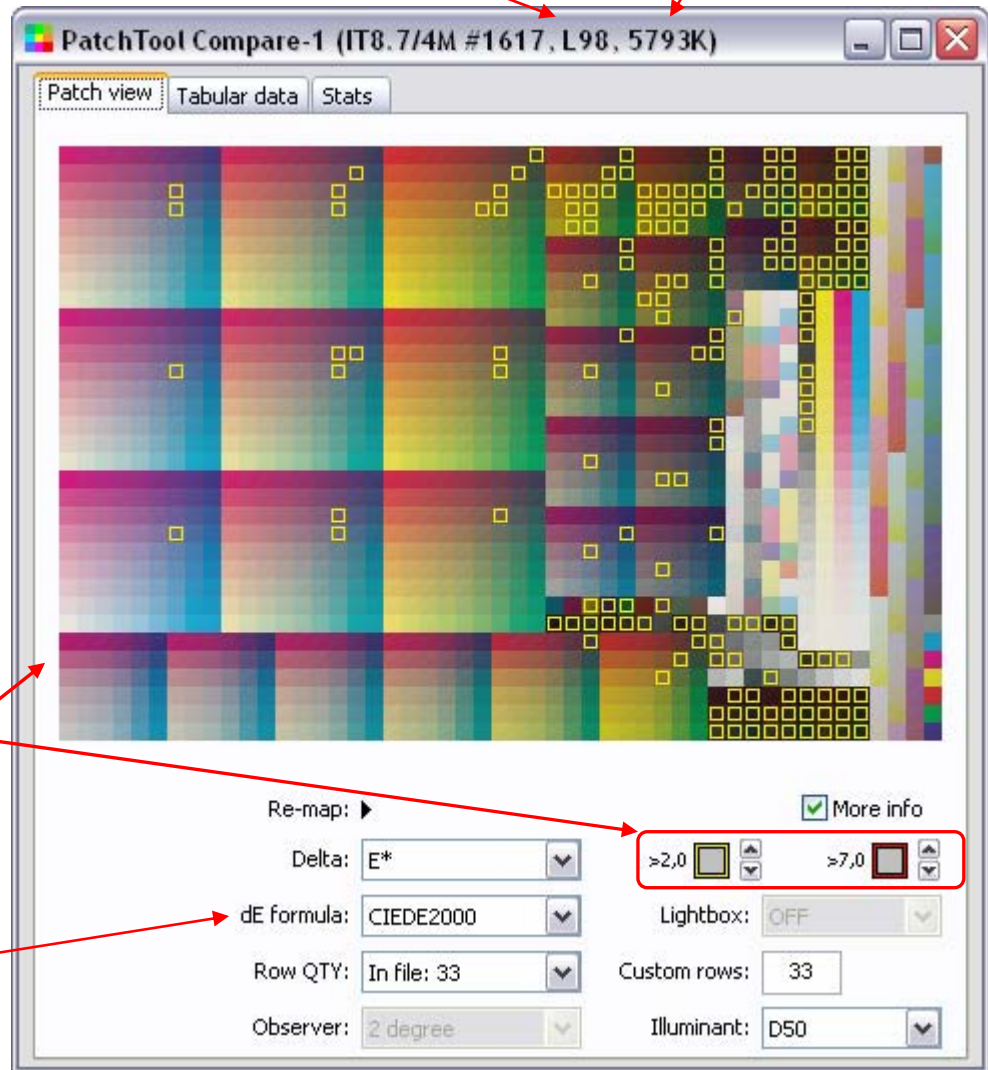 PatchTool Compare-1 (IT8.7/4M #1617, L98, 5793K)
Patch view Tabular data Stats
Re-map: More info
Delta: E* >2,0 >7,0
dE formula: CIEDE2000 Lightbox: OFF
Row QTY: In file: 33 Custom rows: 33
Observer: 2 degree Illuminant: D50